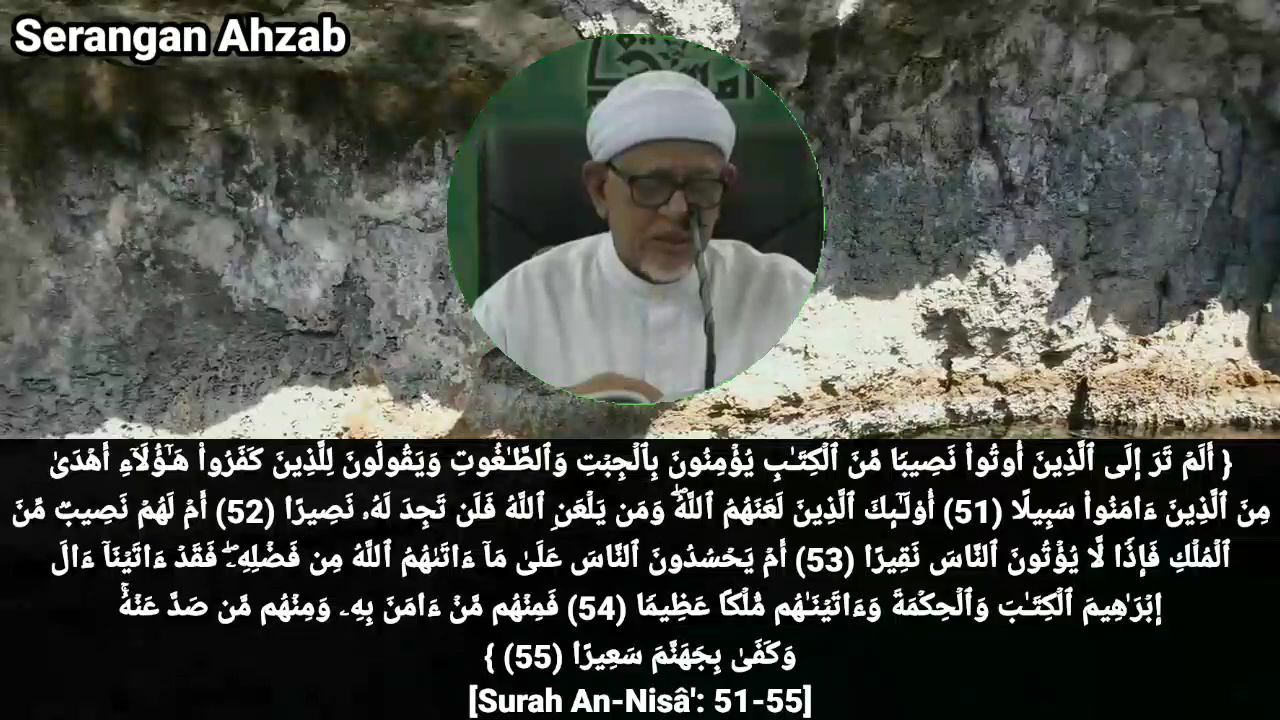 Serangan Ahzab
{ أَلَمْ تَرَ إِلَى ٱلَّذِينَ أُوتُوا۟ نَصِيبًا مِّنَ ٱلْكِتَـٰبِ يُؤْمِنُونَ بِٱلْجِبْتِ وَٱلطَّـٰغُوتِ وَيَقُولُونَ لِلَّذِينَ كَفَرُوا۟ هَـٰٓؤُلَآءِ أَهْدَىٰ
مِنَ ٱلَّذِينَ ءَامَنُوا۟ سَبِيلًا (51) أُو۟لَـٰٓئِكَ ٱلَّذِينَ لَعَنَهُمُ ٱللَّهُۖ وَمَن يَلْعَنِ ٱللَّهُ فَلَن تَجِدَ لَهُۥ نَصِيرًا (52) أَمْ لَهُمْ نَصِيبٌ مِّنَ
ٱلْمُلْكِ فَإِذًا لَّا يُؤْتُونَ ٱلنَّاسَ نَقِيرًا (53) أَمْ يَحْسُدُونَ ٱلنَّاسَ عَلَىٰ مَآ ءَاتَىٰهُمُ ٱللَّهُ مِن فَضْلِهِۦۖ فَقَدْ ءَاتَيْنَآ ءَالَ
إِبْرَٰهِيمَ ٱلْكِتَـٰبَ وَٱلْحِكْمَةَ وَءَاتَيْنَـٰهُم مُّلْكًا عَظِيمًا (54) فَمِنْهُم مَّنْ ءَامَنَ بِهِۦ وَمِنْهُم مَّن صَدَّ عَنْهُۚ
وَكَفَىٰ بِجَهَنَّمَ سَعِيرًا (55) }
[Surah An-Nisâ': 51-55]